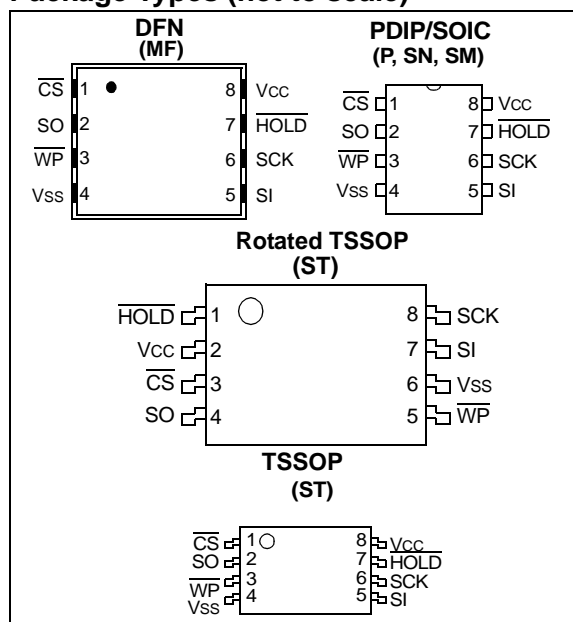 Package Types (not to scale)
DFN
(MF)
CS 1 8 VCC
SO 2 7 HOLD
WP 3 6 SCK
VSS 4 5 SI
PDIP/SOIC
(P, SN, SM)
CS 1 8 VCC
SO 2 7 HOLD
WP 3 6 SCK
VSS 4 5 SI
Rotated TSSOP
(ST)
HOLD 1 8 SCK
VCC 2 7 SI
CS 3 6 VSS
SO 4 5 WP
TSSOP
(ST)
CS 1 8 VCC
SO 2 7 HOLD
WP 3 6 SCK
VSS 4 5 SI